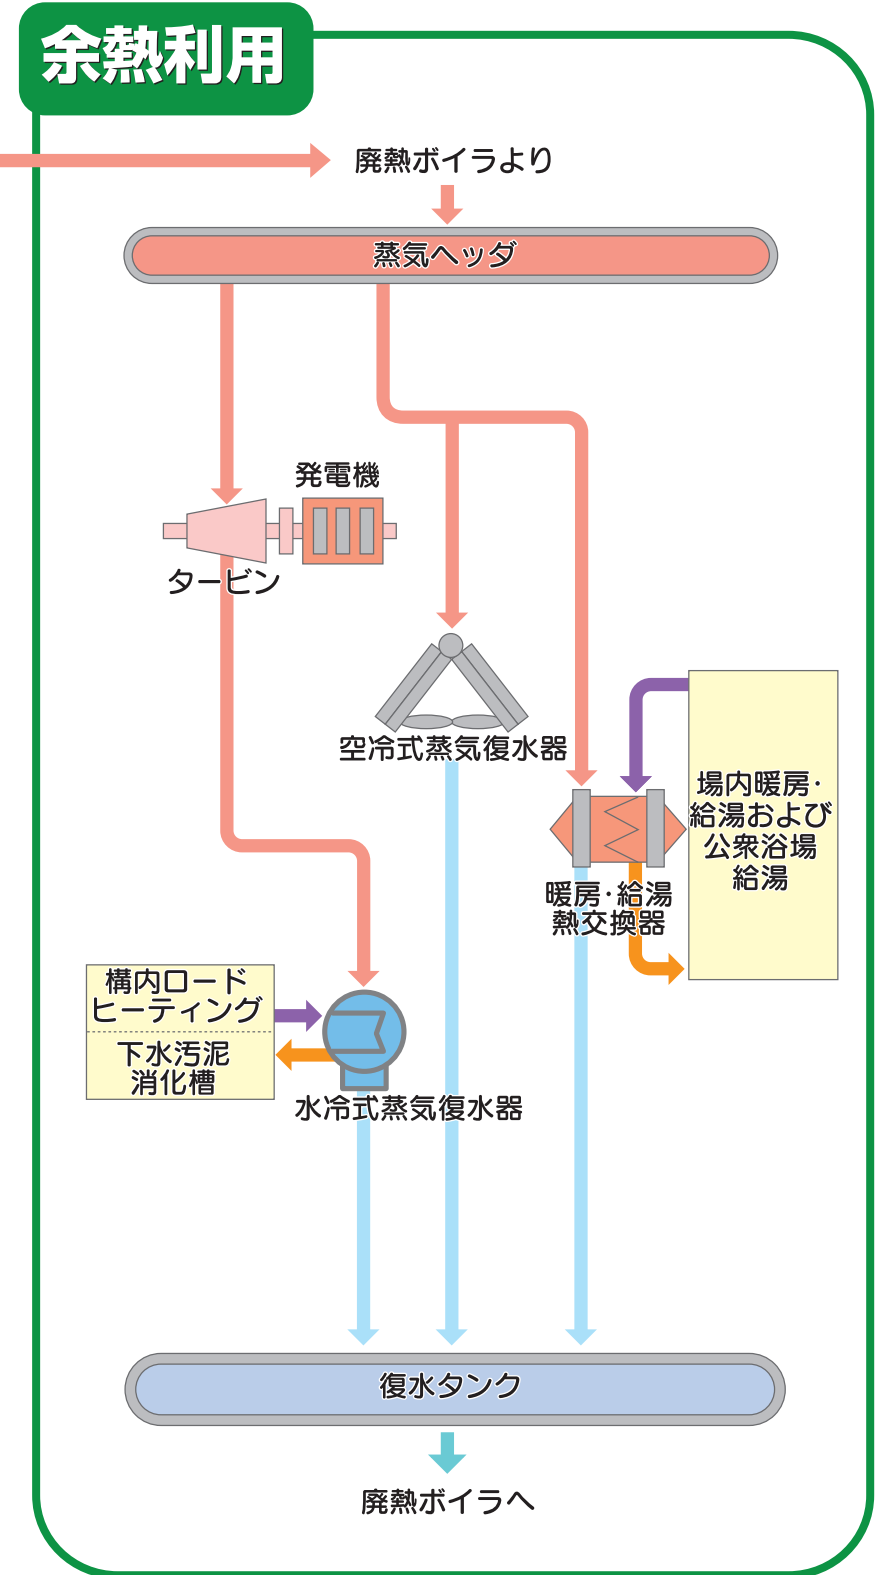 余熱利用
廃熱ボイラより
蒸気ヘッダ
発電機
タービン
空冷式蒸気復水器
場内暖房・
給湯および
公衆浴場
給湯
暖房・給湯
熱交換器
構内ロード
ヒーティング
下水汚泥
消化槽
水冷式蒸気復水器
復水タンク
廃熱ボイラへ